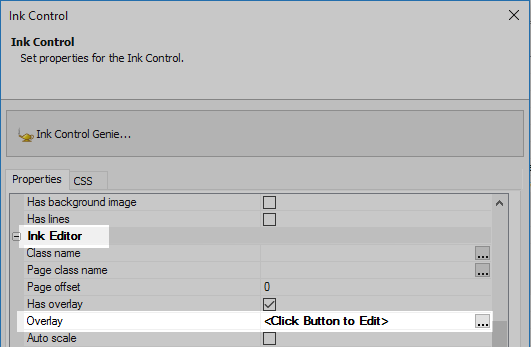 Ink Control
Ink Control
Set properties for the Ink Control.
Ink Control Genie...
Properties CSS
Has background image
Has lines
Ink Editor
Class name ...
Page class name ...
Page offset 0
Has overlay
Overlay <Click Button to Edit> ...
Auto scale